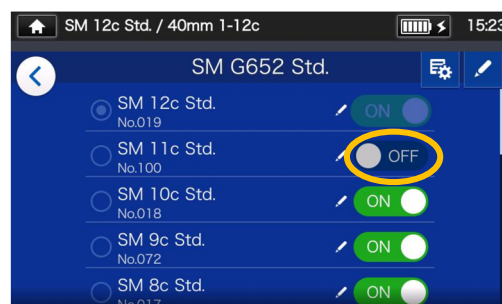 SM 12c Std. / 40mm 1-12c 15:23
SM G652 Std.
SM 12c Std. ON
No.019
SM 11c Std. OFF
No.100
SM 10c Std. ON
No.018
SM 9c Std. ON
No.072
SM 8c Std. ON
No.017